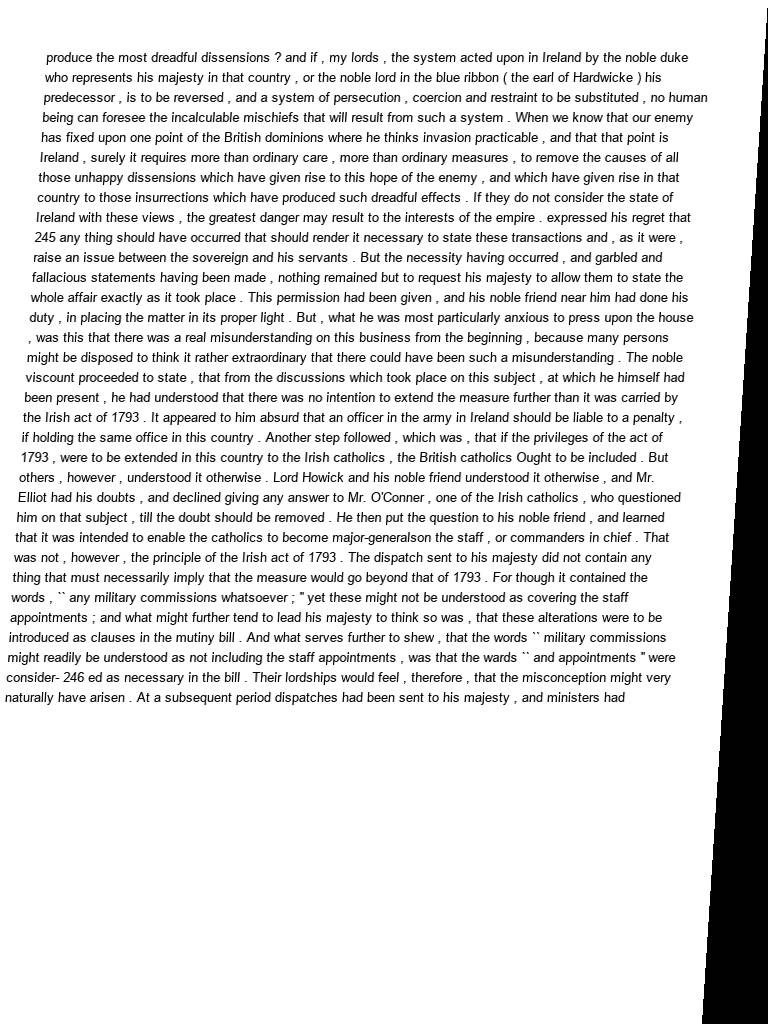 produce the most dreadful dissensions ? and if , my lords , the system acted upon in Ireland by the noble duke
who represents his majesty in that country , or the noble lord in the blue ribbon ( the earl of Hardwicke ) his
predecessor , is to be reversed , and a system of persecution , coercion and restraint to be substituted , no human
being can foresee the incalculable mischiefs that will result from such a system . When we know that our enemy
has fixed upon one point of the British dominions where he thinks invasion practicable , and that that point is
Ireland , surely it requires more than ordinary care , more than ordinary measures , to remove the causes of all
those unhappy dissensions which have given rise to this hope of the enemy , and which have given rise in that
country to those insurrections which have produced such dreadful effects . If they do not consider the state of
Ireland with these views , the greatest danger may result to the interests of the empire . expressed his regret that
245 any thing should have occurred that should render it necessary to state these transactions and , as it were ,
raise an issue between the sovereign and his servants . But the necessity having occurred , and garbled and
fallacious statements having been made , nothing remained but to request his majesty to allow them to state the
whole affair exactly as it took place . This permission had been given , and his noble friend near him had done his
duty , in placing the matter in its proper light . But , what he was most particularly anxious to press upon the house
, was this that there was a real misunderstanding on this business from the beginning , because many persons
might be disposed to think it rather extraordinary that there could have been such a misunderstanding . The noble
viscount proceeded to state , that from the discussions which took place on this subject , at which he himself had
been present , he had understood that there was no intention to extend the measure further than it was carried by
the Irish act of 1793 . It appeared to him absurd that an officer in the army in Ireland should be liable to a penalty ,
if holding the same office in this country . Another step followed , which was , that if the privileges of the act of
1793 , were to be extended in this country to the Irish catholics , the British catholics Ought to be included . But
others , however , understood it otherwise . Lord Howick and his noble friend understood it otherwise , and Mr.
Elliot had his doubts , and declined giving any answer to Mr. O'Conner , one of the Irish catholics , who questioned
him on that subject , till the doubt should be removed . He then put the question to his noble friend , and learned
that it was intended to enable the catholics to become major-generalson the staff , or commanders in chief . That
was not , however , the principle of the Irish act of 1793 . The dispatch sent to his majesty did not contain any
thing that must necessarily imply that the measure would go beyond that of 1793 . For though it contained the
words , `` any military commissions whatsoever ; '' yet these might not be understood as covering the staff
appointments ; and what might further tend to lead his majesty to think so was , that these alterations were to be
introduced as clauses in the mutiny bill . And what serves further to shew , that the words `` military commissions
might readily be understood as not including the staff appointments , was that the wards `` and appointments '' were
consider- 246 ed as necessary in the bill . Their lordships would feel , therefore , that the misconception might very
naturally have arisen . At a subsequent period dispatches had been sent to his majesty , and ministers had